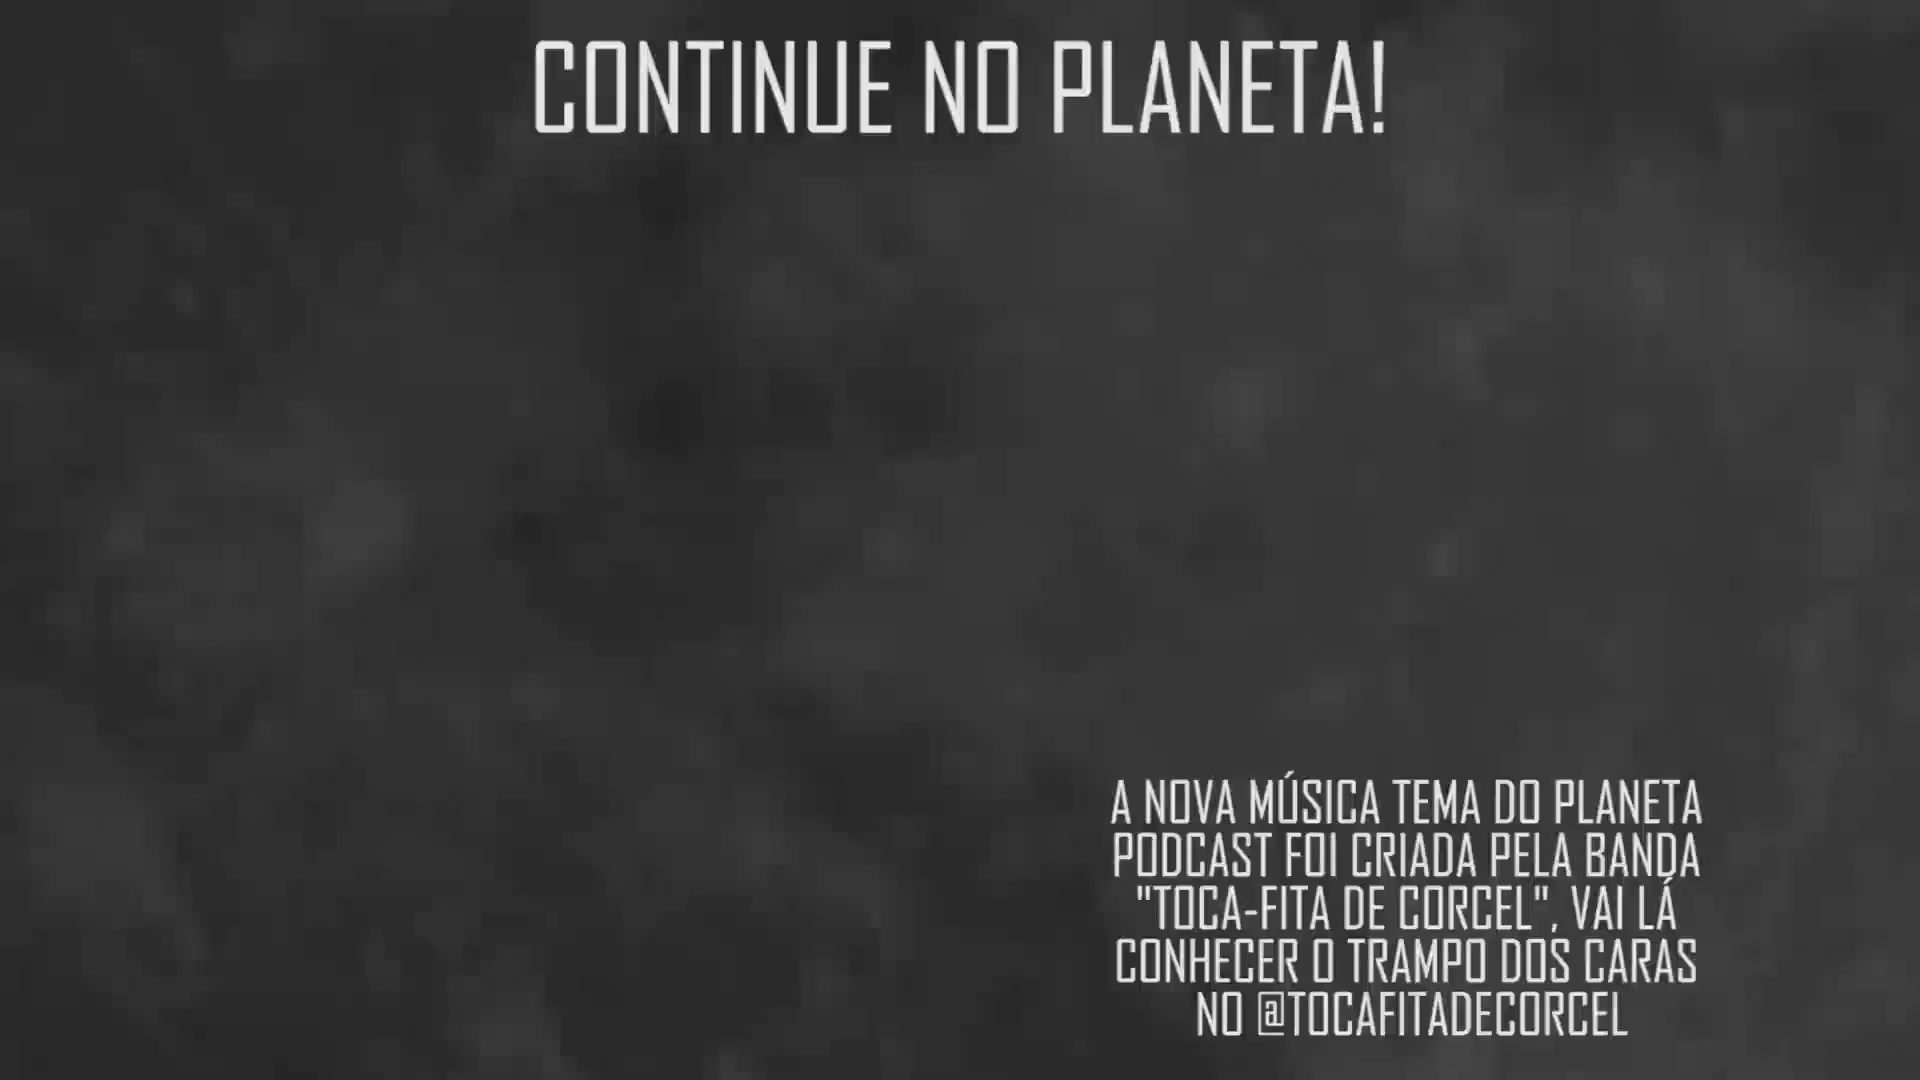 CONTINUE NO PLANETA!
A NOVA MÚSICA TEMA DO PLANETA
PODCAST FOI CRIADA PELA BANDA
"TOCA-FITA DE CORCEL", VAI LÁ
CONHECER O TRAMPO DOS CARAS
NO @TOCAFITADECORCEL